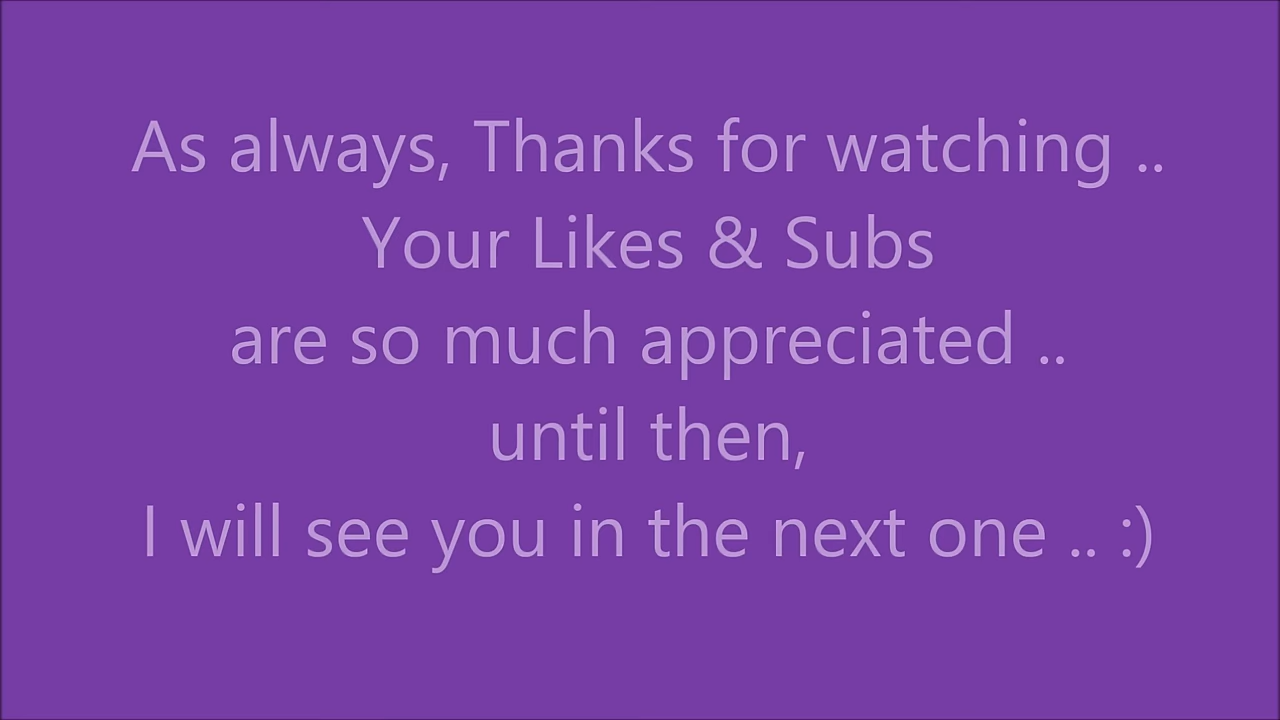 As always, Thanks for watching ..
Your Likes & Subs
are so much appreciated ..
until then,
I will see you in the next one .. :)